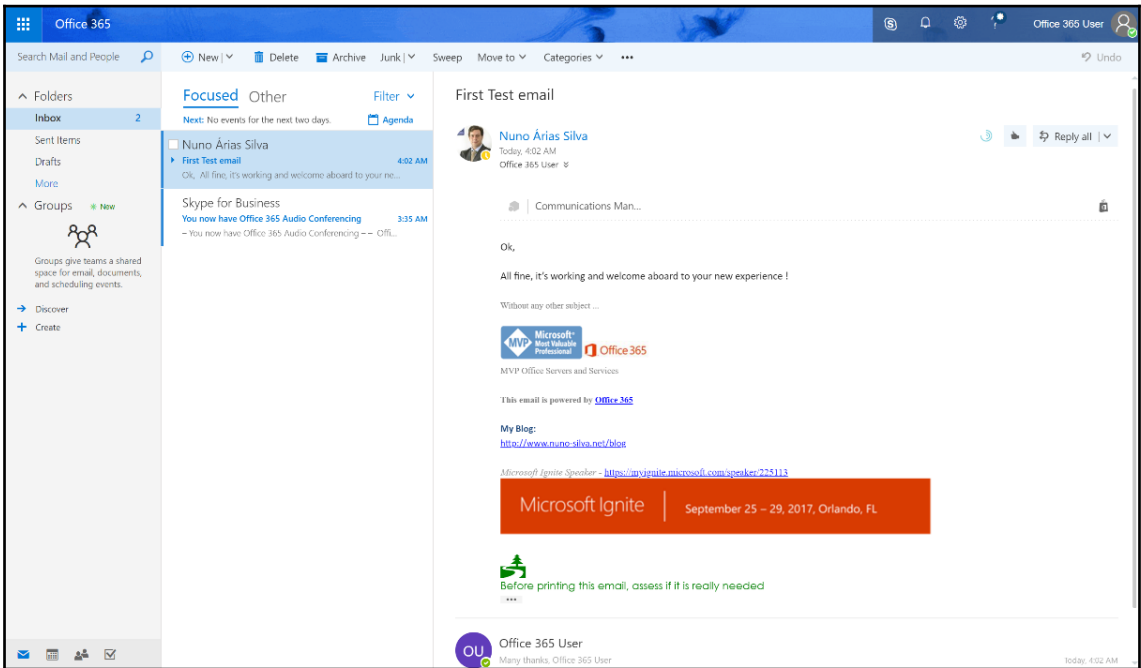 Office 365
Office 365 User
Search Mail and People
New
Delete
Archive
Junk
Sweep
Move to
Categories
Undo
Folders
Inbox 2
Sent Items
Drafts
More
Groups New
Groups give teams a shared
space for email, documents,
and scheduling events.
Discover
Create
Focused Other Filter
Next: No events for the next two days. Agenda
Nuno Árias Silva
First Test email 4:02 AM
Ok, All fine, it's working and welcome aboard to your ne...
Skype for Business
You now have Office 365 Audio Conferencing 3:35 AM
– You now have Office 365 Audio Conferencing – – Offi...
First Test email
Nuno Árias Silva
Today, 4:02 AM
Office 365 User
Reply all
Communications Man...
Ok,
All fine, it's working and welcome aboard to your new experience !
Without any other subject ...
MVP
Microsoft
Most Valuable
Professional
Office 365
MVP Office Servers and Services
This email is powered by Office 365
My Blog:
http://www.nuno-silva.net/blog
Microsoft Ignite Speaker - https://myignite.microsoft.com/speaker/225113
Microsoft Ignite September 25 – 29, 2017, Orlando, FL
Before printing this email, assess if it is really needed
OU
Office 365 User
Many thanks, Office 365 User Today, 4:02 AM